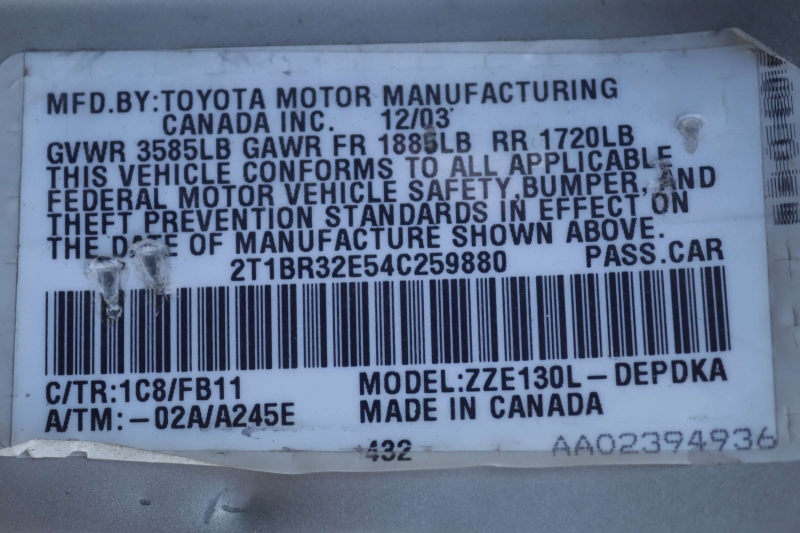 MFD.BY:TOYOTA MOTOR MANUFACTURING
CANADA INC. 12/03
GVWR 3585LB GAWR FR 1885LB RR 1720LB
THIS VEHICLE CONFORMS TO ALL APPLICABLE
FEDERAL MOTOR VEHICLE SAFETY,BUMPER,AND
THEFT PREVENTION STANDARDS IN EFFECT ON
THE DATE OF MANUFACTURE SHOWN ABOVE.
2T1BR32E54C259880 PASS.CAR
C/TR:1C8/FB11 MODEL:ZZE130L-DEPDKA
A/TM:-02A/A245E MADE IN CANADA
432 AA02394936